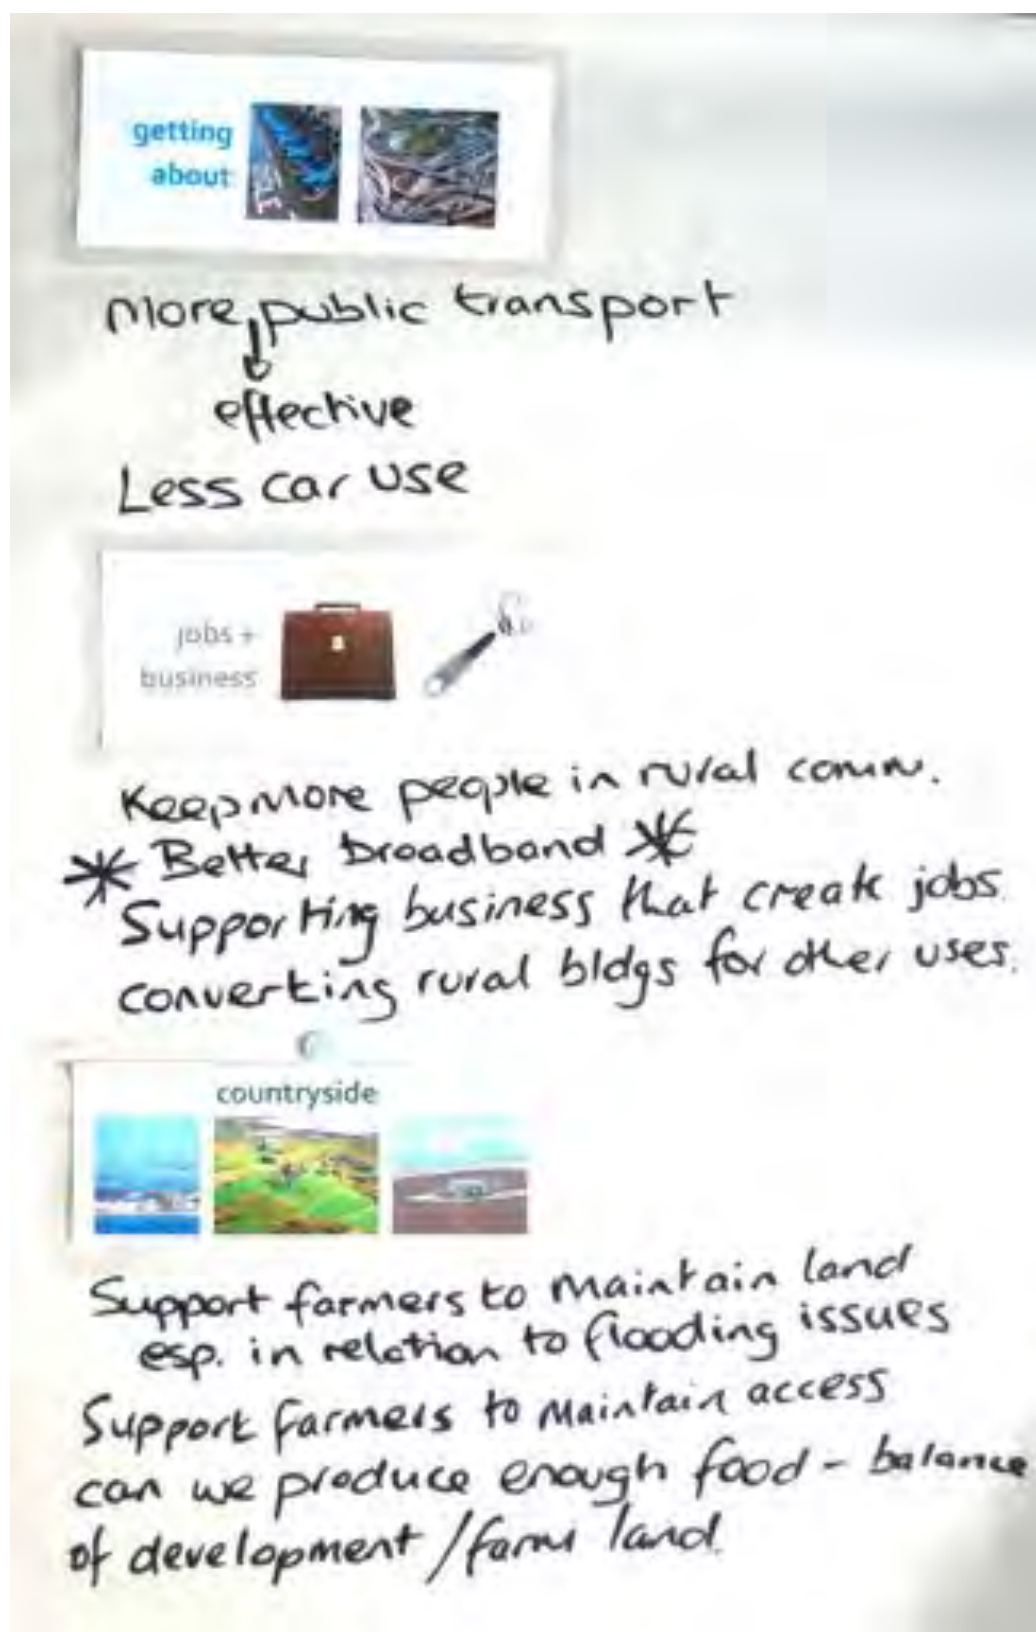 getting
about
More public transport
effective
Less car use
jobs +
business
Keep more people in rural comm.
* Better broadband *
Supporting business that create jobs.
converting rural bldgs for other uses.
countryside
Support farmers to maintain land
esp. in relation to flooding issues
Support farmers to maintain access
can we produce enough food - balance
of development / farm land.